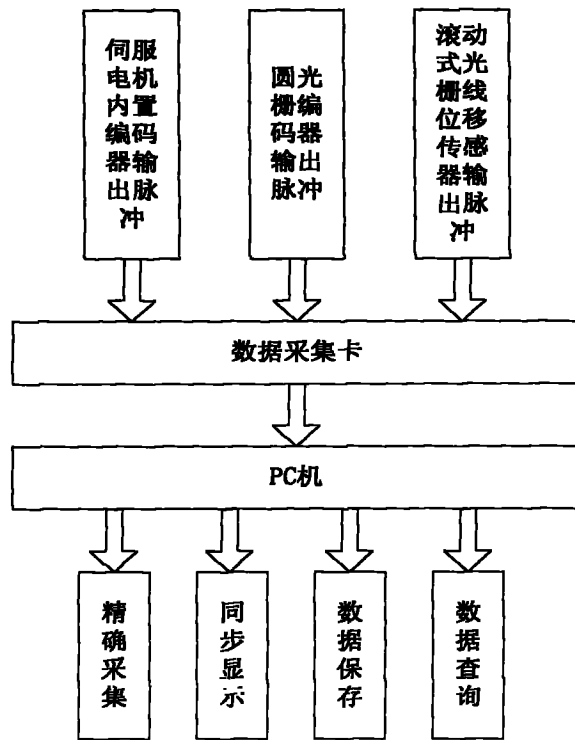 伺服
电机
内置
编码
器输
出脉
冲
圆光
栅编
码器
输出
脉冲
滚动
式光
栅线
位移
传感
器输
出脉
冲
数据采集卡
PC机
精
确
采
集
同
步
显
示
数
据
保
存
数
据
查
询